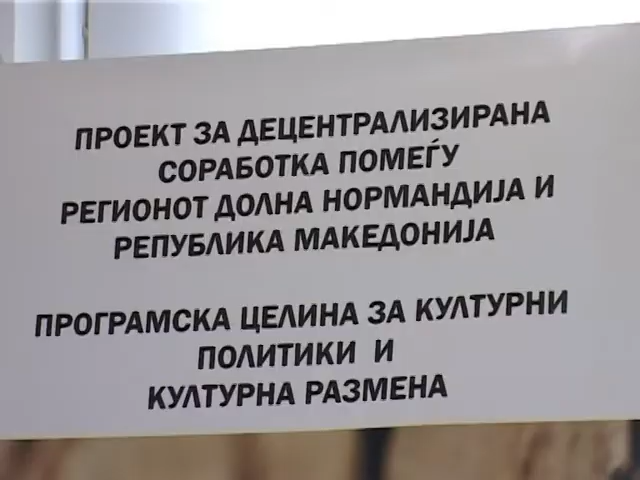 ПРОЕКТ ЗА ДЕЦЕНТРАЛИЗИРАНА
СОРАБОТКА ПОМЕЃУ
РЕГИОНОТ ДОЛНА НОРМАНДИЈА И
РЕПУБЛИКА МАКЕДОНИЈА
ПРОГРАМСКА ЦЕЛИНА ЗА КУЛТУРНИ
ПОЛИТИКИ И
КУЛТУРНА РАЗМЕНА